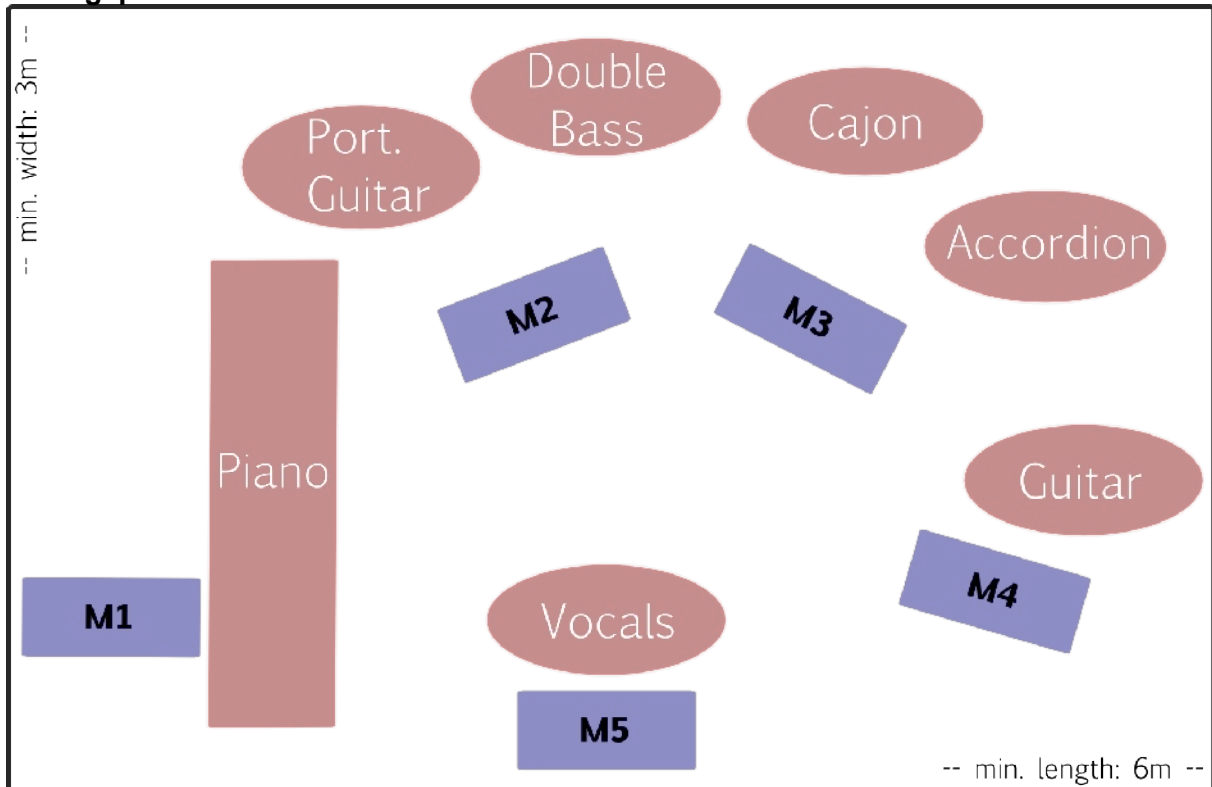 -- min. width: 3m --
Double
Bass
Cajon
Port.
Guitar
Accordion
M2
M3
Piano
Guitar
M1
Vocals
M4
M5
-- min. length: 6m --